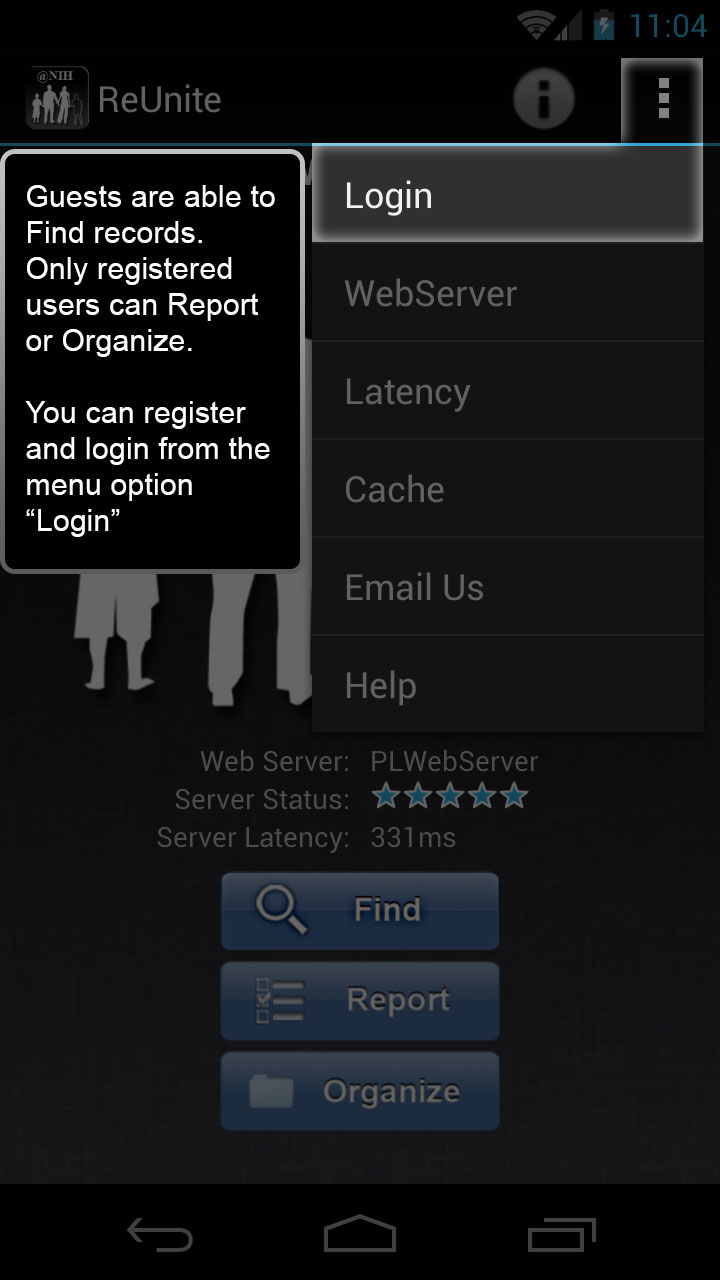 11:04
@NIH
ReUnite
Guests are able to
Find records.
Only registered
users can Report
or Organize.
You can register
and login from the
menu option
“Login”
Login
WebServer
Latency
Cache
Email Us
Help
Web Server: PLWebServer
Server Status:
Server Latency: 331ms
Find
Report
Organize